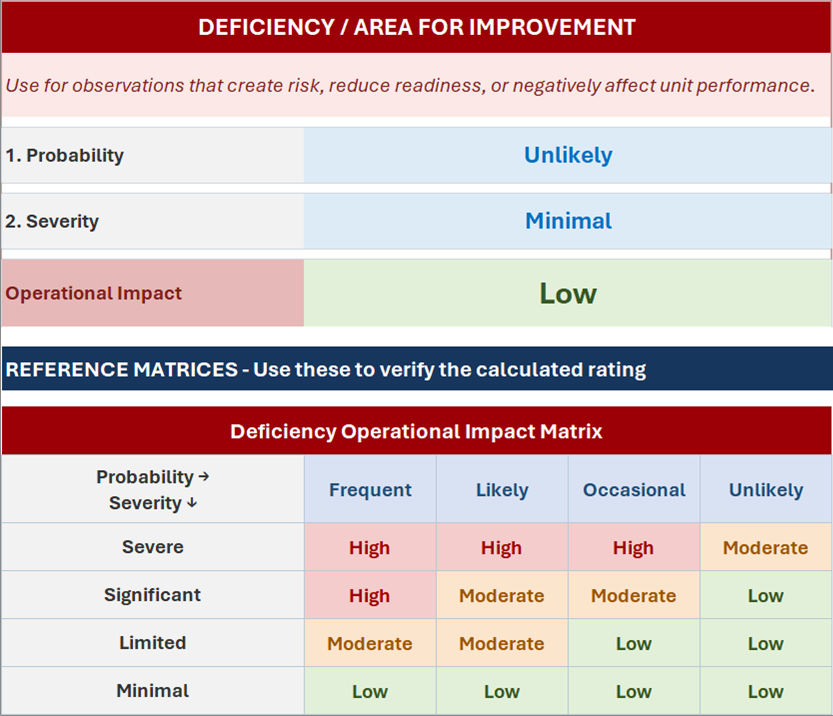 DEFICIENCY / AREA FOR IMPROVEMENT
Use for observations that create risk, reduce readiness, or negatively affect unit performance.
1. Probability Unlikely
2. Severity Minimal
Operational Impact Low
REFERENCE MATRICES - Use these to verify the calculated rating
Deficiency Operational Impact Matrix
Probability →
Severity ↓
Frequent Likely Occasional Unlikely
Severe High High High Moderate
Significant High Moderate Moderate Low
Limited Moderate Moderate Low Low
Minimal Low Low Low Low